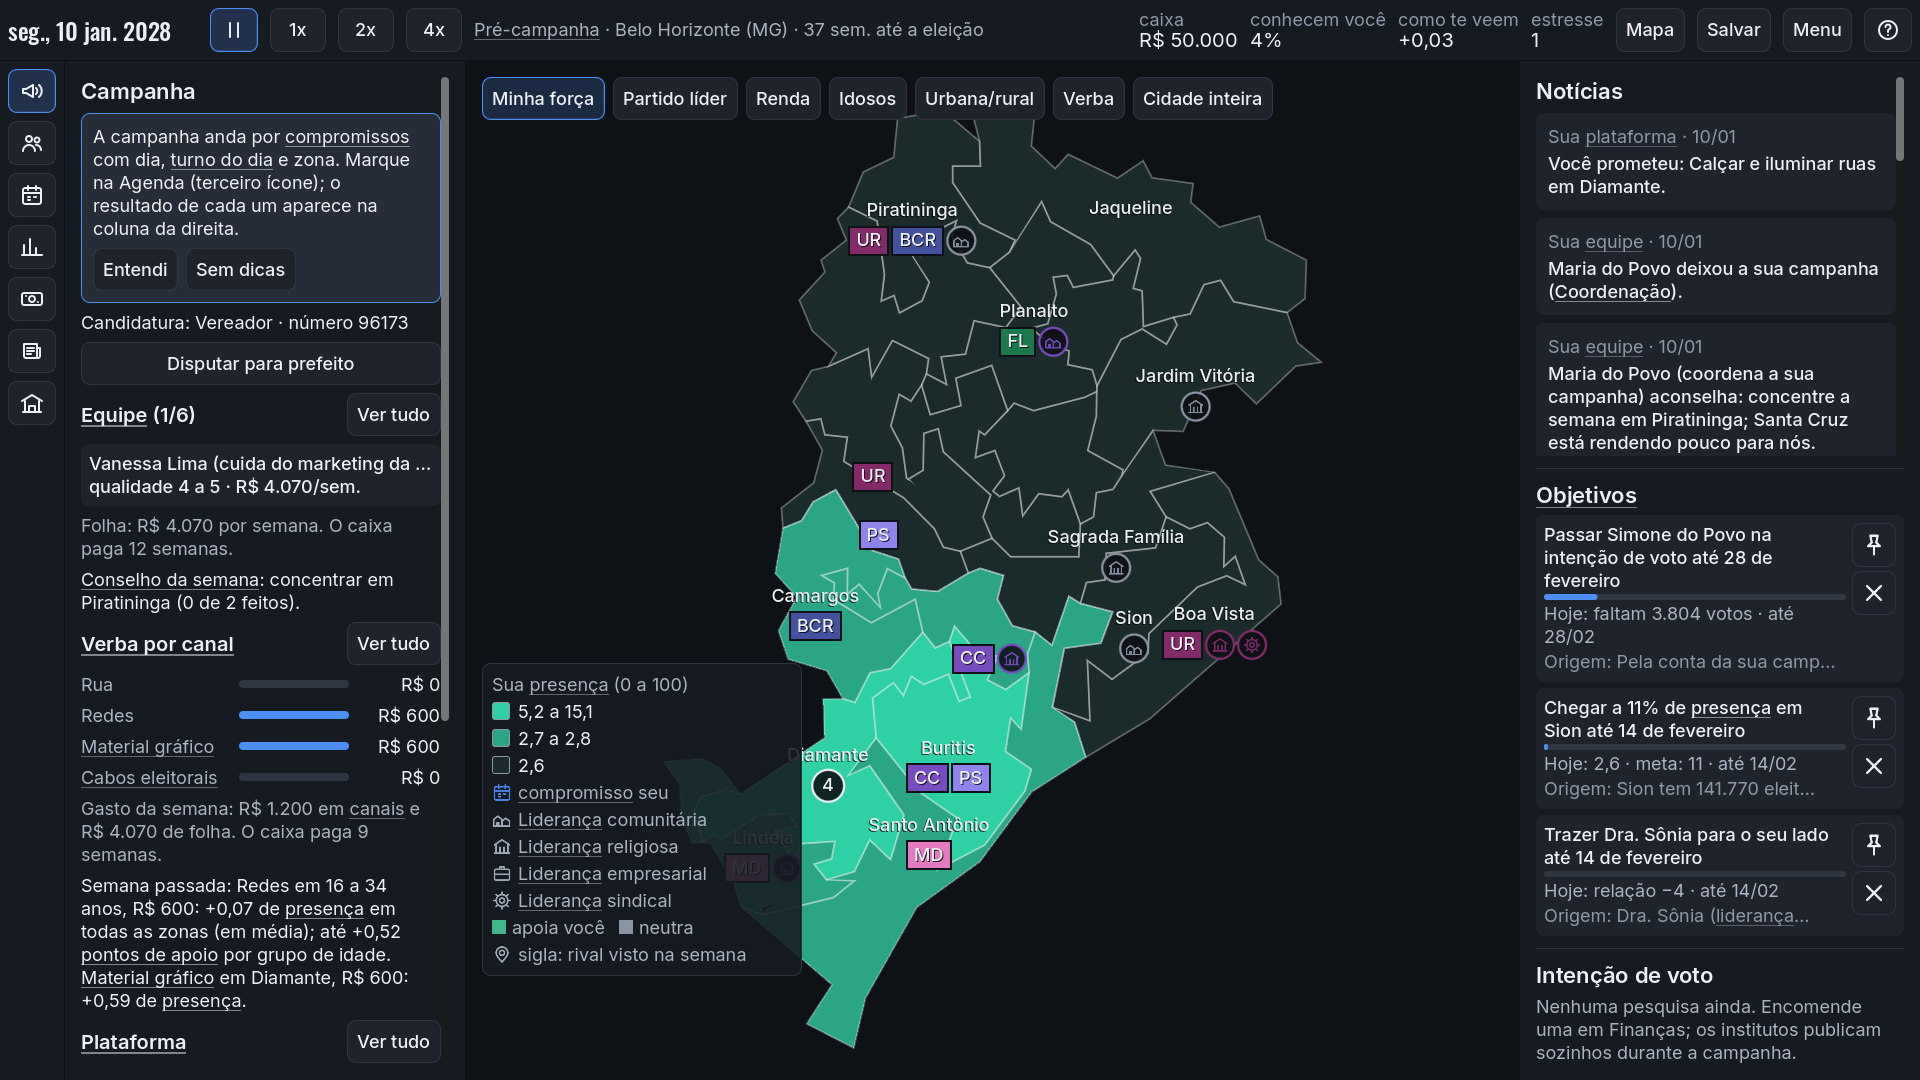 seg., 10 jan. 2028
1x
2x
4x
Pré-campanha · Belo Horizonte (MG) · 37 sem. até a eleição
caixa
R$ 50.000
conhecem você
4%
como te veem
+0,03
estresse
1
Mapa
Salvar
Menu
Campanha
A campanha anda por compromissos
com dia, turno do dia e zona. Marque
na Agenda (terceiro ícone); o
resultado de cada um aparece na
coluna da direita.
Entendi
Sem dicas
Candidatura: Vereador · número 96173
Disputar para prefeito
Equipe (1/6)
Ver tudo
Vanessa Lima (cuida do marketing da ...
qualidade 4 a 5 · R$ 4.070/sem.
Folha: R$ 4.070 por semana. O caixa
paga 12 semanas.
Conselho da semana: concentrar em
Piratininga (0 de 2 feitos).
Verba por canal
Ver tudo
Rua
R$ 0
Redes
R$ 600
Material gráfico
R$ 600
Cabos eleitorais
R$ 0
Gasto da semana: R$ 1.200 em canais e
R$ 4.070 de folha. O caixa paga 9
semanas.
Semana passada: Redes em 16 a 34
anos, R$ 600: +0,07 de presença em
todas as zonas (em média); até +0,52
pontos de apoio por grupo de idade.
Material gráfico em Diamante, R$ 600:
+0,59 de presença.
Plataforma
Ver tudo
Minha força
Partido líder
Renda
Idosos
Urbana/rural
Verba
Cidade inteira
Piratininga
UR
BCR
Jaqueline
Planalto
FL
Jardim Vitória
UR
PS
Sagrada Família
Camargos
BCR
Sion
Boa Vista
UR
CC
Diamante
4
Buritis
CC
PS
Santo Antônio
MD
Lindéia
MD
Sua presença (0 a 100)
5,2 a 15,1
2,7 a 2,8
2,6
compromisso seu
Liderança comunitária
Liderança religiosa
Liderança empresarial
Liderança sindical
apoia você
neutra
sigla: rival visto na semana
Notícias
Sua plataforma · 10/01
Você prometeu: Calçar e iluminar ruas
em Diamante.
Sua equipe · 10/01
Maria do Povo deixou a sua campanha
(Coordenação).
Sua equipe · 10/01
Maria do Povo (coordena a sua
campanha) aconselha: concentre a
semana em Piratininga; Santa Cruz
está rendendo pouco para nós.
Objetivos
Passar Simone do Povo na
intenção de voto até 28 de
fevereiro
Hoje: faltam 3.804 votos · até
28/02
Origem: Pela conta da sua camp...
Chegar a 11% de presença em
Sion até 14 de fevereiro
Hoje: 2,6 · meta: 11 · até 14/02
Origem: Sion tem 141.770 eleit...
Trazer Dra. Sônia para o seu lado
até 14 de fevereiro
Hoje: relação −4 · até 14/02
Origem: Dra. Sônia (liderança...
Intenção de voto
Nenhuma pesquisa ainda. Encomende
uma em Finanças; os institutos publicam
sozinhos durante a campanha.